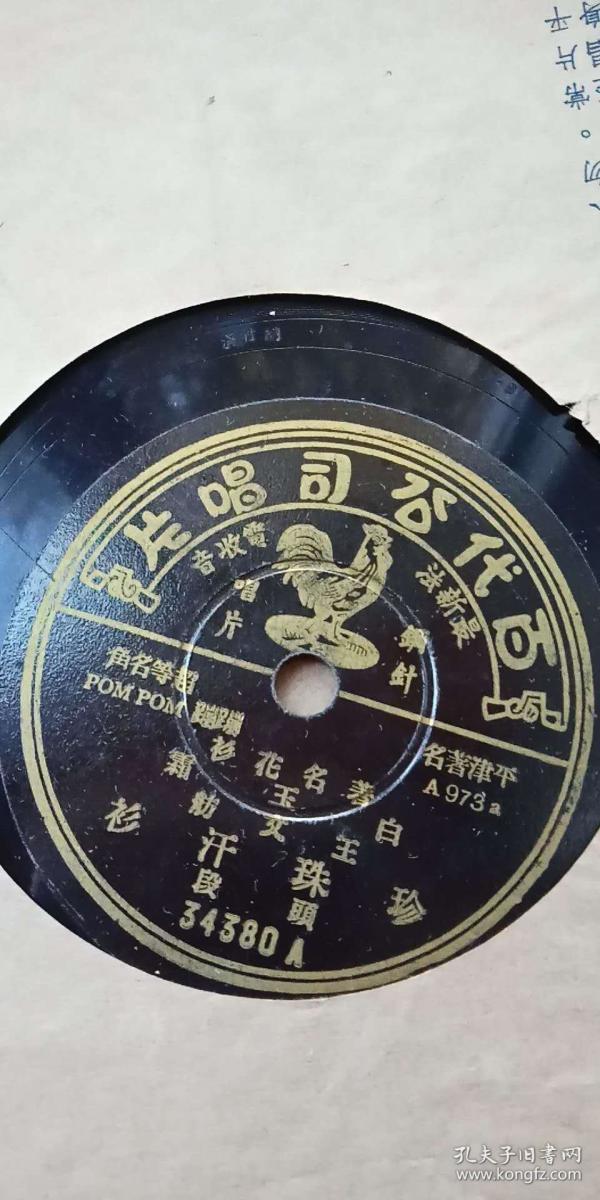 百代公司唱片
最新法
電收音
鋼針
唱片
平津著名
A 973 a
超等名角
POM POM
著名花衫
白玉霜
珍珠汗衫
頭段
34380 A
孔夫子旧書网
www.kongfz.com